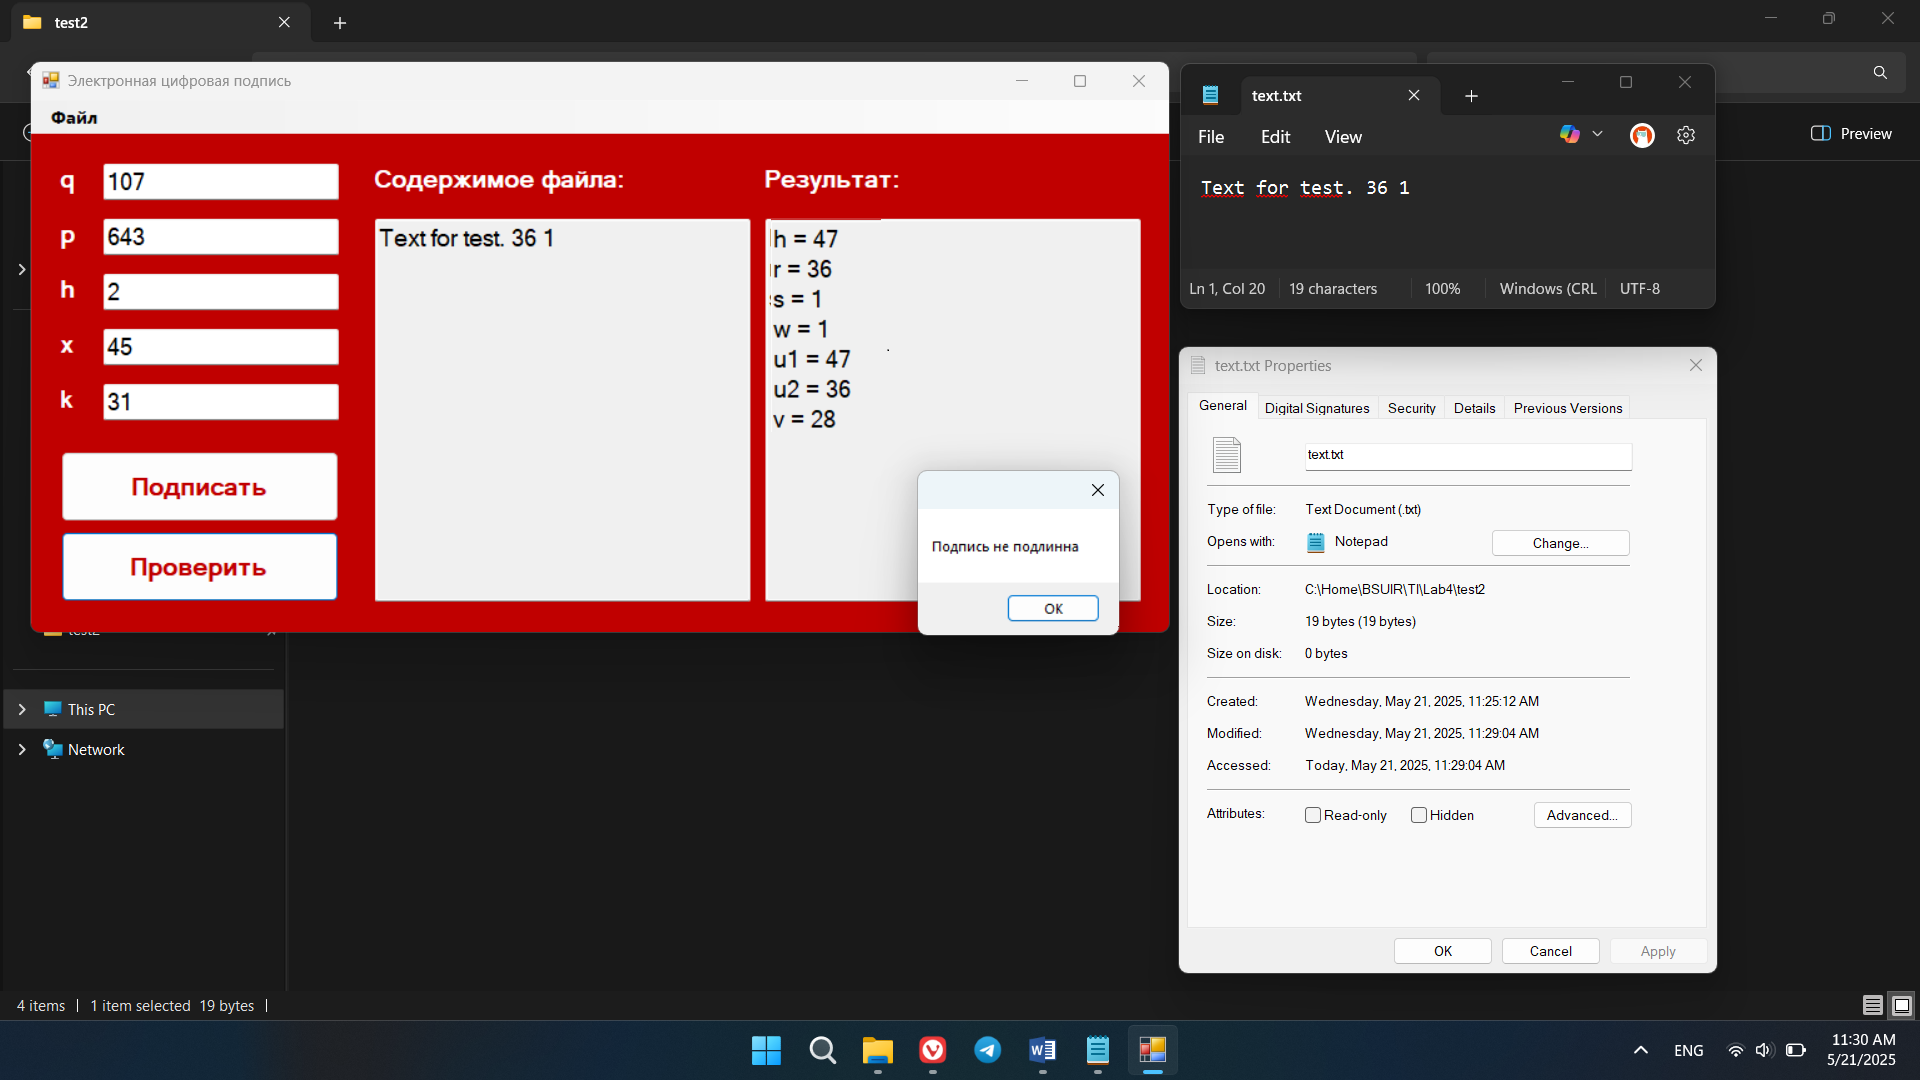 test2
Электронная цифровая подпись
Файл
q 107
p 643
h 2
x 45
k 31
Подписать
Проверить
Содержимое файла:
Text for test. 36 1
Результат:
h = 47
r = 36
s = 1
w = 1
u1 = 47
u2 = 36
v = 28
Подпись не подлинна
OK
text.txt
File Edit View
Text for test. 36 1
Ln 1, Col 20 19 characters 100% Windows (CRL UTF-8
Preview
text.txt Properties
General Digital Signatures Security Details Previous Versions
text.txt
Type of file: Text Document (.txt)
Opens with: Notepad Change...
Location: C:\Home\BSUIR\TI\Lab4\test2
Size: 19 bytes (19 bytes)
Size on disk: 0 bytes
Created: Wednesday, May 21, 2025, 11:25:12 AM
Modified: Wednesday, May 21, 2025, 11:29:04 AM
Accessed: Today, May 21, 2025, 11:29:04 AM
Attributes: Read-only Hidden Advanced...
OK Cancel Apply
test2
This PC
Network
4 items 1 item selected 19 bytes
ENG
11:30 AM
5/21/2025